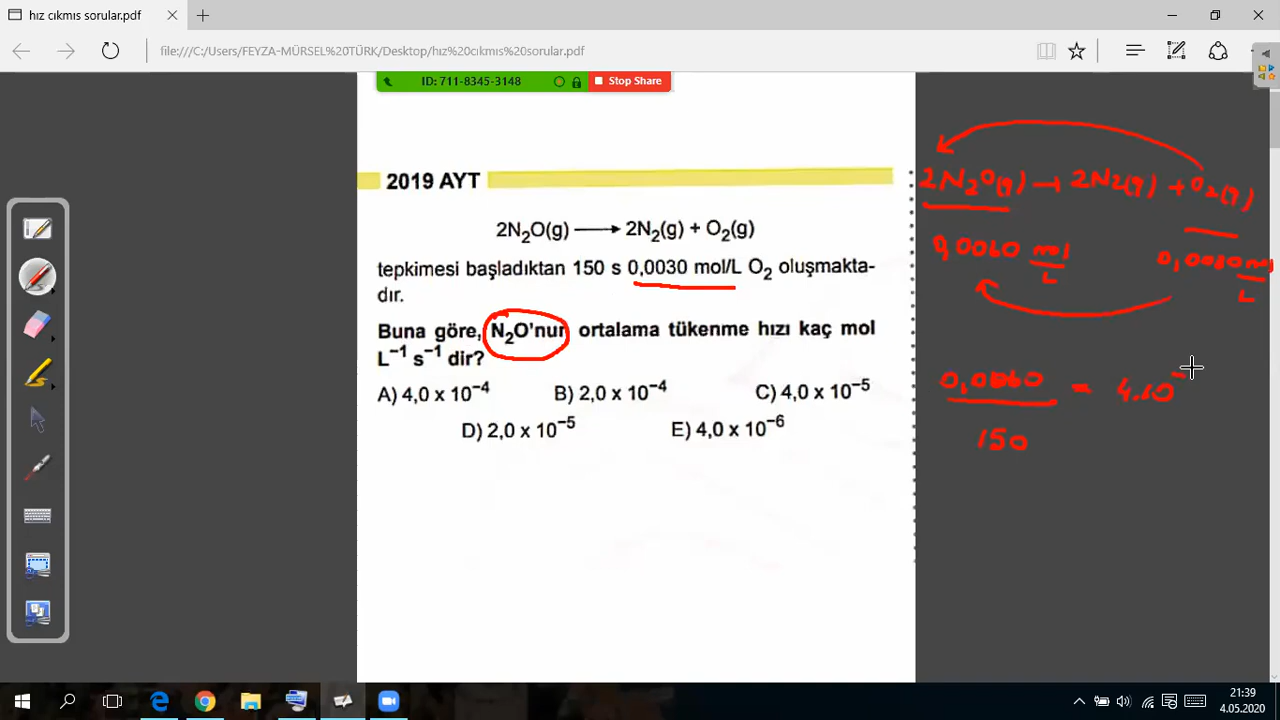 hız cıkmıs sorular.pdf
file:///C:/Users/FEYZA-MÜRSEL%20TÜRK/Desktop/hız%20cıkmıs%20sorular.pdf
ID: 711-8345-3148 Stop Share
2019 AYT
2N₂O(g) ⟶ 2N₂(g) + O₂(g)
tepkimesi başladıktan 150 s 0,0030 mol/L O₂ oluşmakta-
dır.
Buna göre, N₂O'nun ortalama tükenme hızı kaç mol
L⁻¹ s⁻¹ dir?
A) 4,0 x 10⁻⁴ B) 2,0 x 10⁻⁴ C) 4,0 x 10⁻⁵
D) 2,0 x 10⁻⁵ E) 4,0 x 10⁻⁶
2N₂O(g) → 2N₂(g) + O₂(g)
0,0060 mol/L 0,0030 mol/L
0,0060/150 = 4.10⁻
21:39
4.05.2020